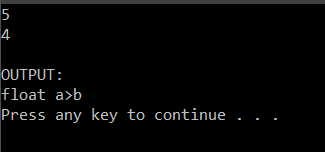 5
4
OUTPUT:
float a>b
Press any key to continue . . .